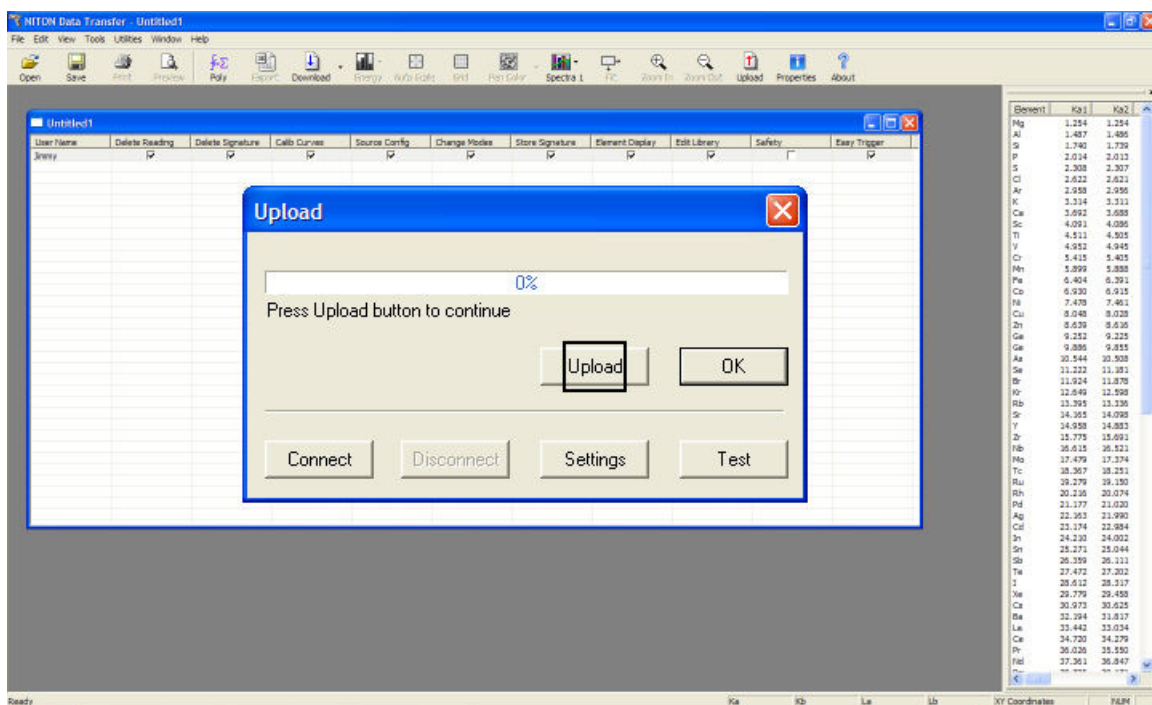 NITON Data Transfer - Untitled1
File Edit View Tools Utilities Window Help
Open Save Print Preview Poly Export Download Energy Auto Scale Grid Pen Color Spectra 1 Fit Zoom In Zoom Out Upload Properties About
Untitled1
User Name Delete Reading Delete Signature Calib Curves Source Config Change Modes Store Signature Element Display Edit Library Safety Easy Trigger
Jimmy
Upload
0%
Press Upload button to continue
Upload OK
Connect Disconnect Settings Test
Element Ka1 Ka2
Mg 1.254 1.254
Al 1.487 1.486
Si 1.740 1.739
P 2.014 2.013
S 2.308 2.307
Cl 2.622 2.621
Ar 2.958 2.956
K 3.314 3.311
Ca 3.692 3.688
Sc 4.091 4.086
Ti 4.511 4.505
V 4.952 4.945
Cr 5.415 5.405
Mn 5.899 5.888
Fe 6.404 6.391
Co 6.930 6.915
Ni 7.478 7.461
Cu 8.048 8.028
Zn 8.639 8.616
Ga 9.252 9.225
Ge 9.886 9.855
As 10.544 10.508
Se 11.222 11.181
Br 11.924 11.878
Kr 12.649 12.598
Rb 13.395 13.336
Sr 14.165 14.098
Y 14.958 14.883
Zr 15.775 15.691
Nb 16.615 16.521
Mo 17.479 17.374
Tc 18.367 18.251
Ru 19.279 19.150
Rh 20.216 20.074
Pd 21.177 21.020
Ag 22.163 21.990
Cd 23.174 22.984
In 24.210 24.002
Sn 25.271 25.044
Sb 26.359 26.111
Te 27.472 27.202
I 28.612 28.317
Xe 29.779 29.458
Cs 30.973 30.625
Ba 32.194 31.817
La 33.442 33.034
Ce 34.720 34.279
Pr 36.026 35.550
Nd 37.361 36.847
Ready Ka Kb La Lb XY Coordinates NUM